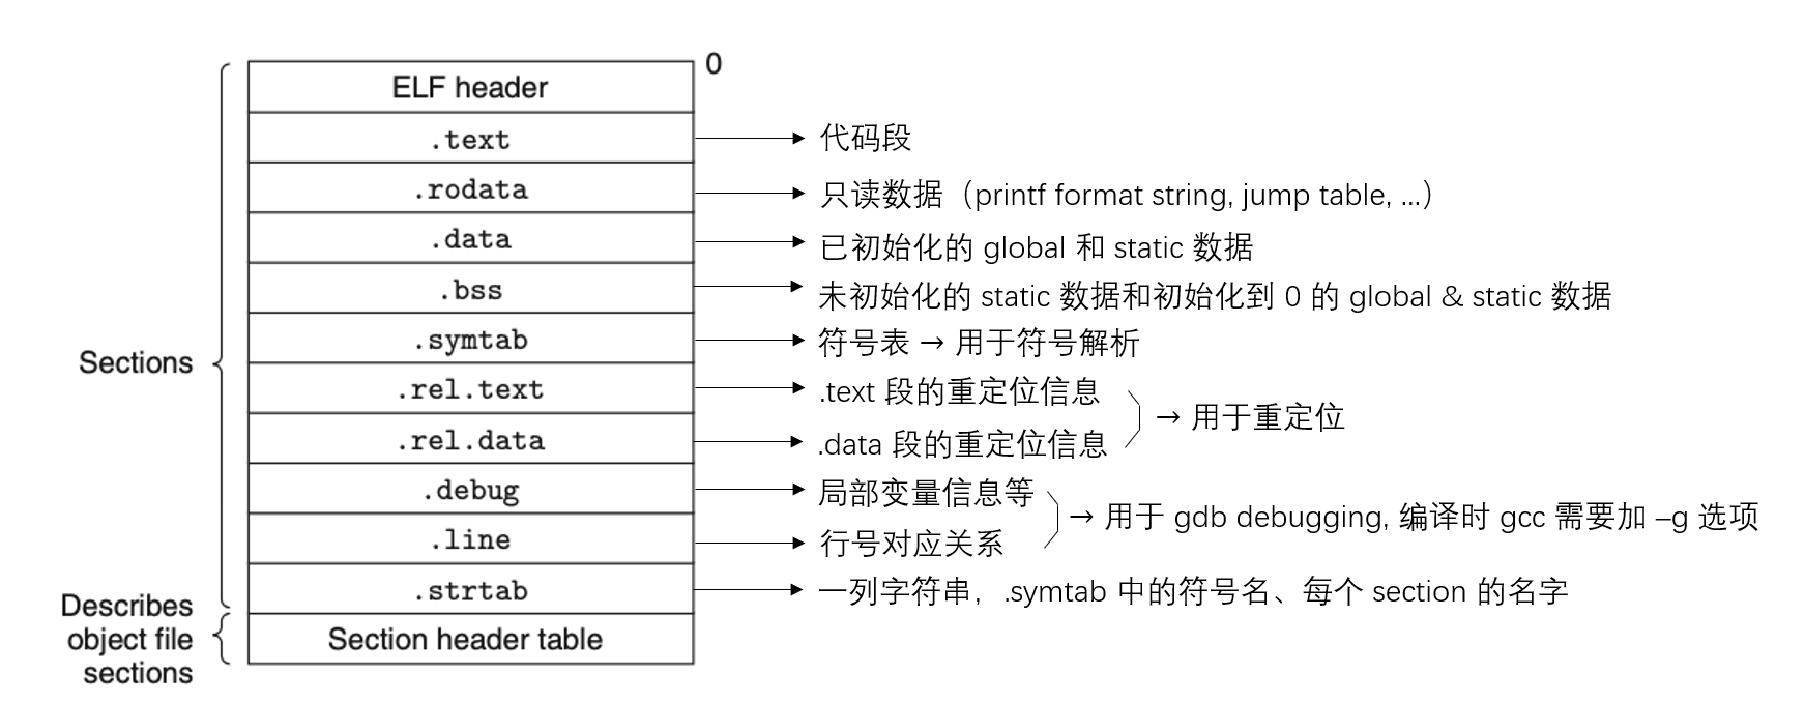 0
ELF header
.text
代码段
.rodata
只读数据（printf format string, jump table, ...）
.data
已初始化的 global 和 static 数据
.bss
未初始化的 static 数据和初始化到 0 的 global & static 数据
.symtab
符号表 → 用于符号解析
Sections
.rel.text
.text 段的重定位信息
→ 用于重定位
.rel.data
.data 段的重定位信息
.debug
局部变量信息等
→ 用于 gdb debugging, 编译时 gcc 需要加 –g 选项
.line
行号对应关系
.strtab
一列字符串，.symtab 中的符号名、每个 section 的名字
Describes
object file
sections
Section header table